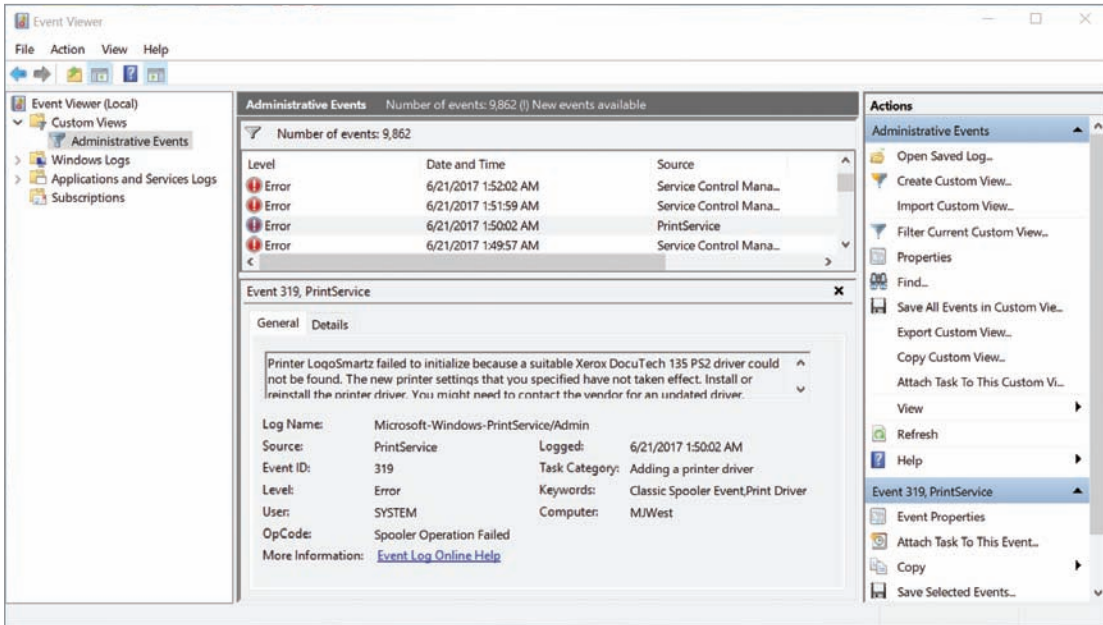 Event Viewer
File Action View Help
Event Viewer (Local)
Custom Views
Administrative Events
Windows Logs
Applications and Services Logs
Subscriptions
Administrative Events Number of events: 9,862 (!) New events available
Number of events: 9,862
Level Date and Time Source
Error 6/21/2017 1:52:02 AM Service Control Mana...
Error 6/21/2017 1:51:59 AM Service Control Mana...
Error 6/21/2017 1:50:02 AM PrintService
Error 6/21/2017 1:49:57 AM Service Control Mana...
Event 319, PrintService
General Details
Printer LogoSmartz failed to initialize because a suitable Xerox DocuTech 135 PS2 driver could
not be found. The new printer settings that you specified have not taken effect. Install or
reinstall the printer driver. You might need to contact the vendor for an updated driver.
Log Name: Microsoft-Windows-PrintService/Admin
Source: PrintService Logged: 6/21/2017 1:50:02 AM
Event ID: 319 Task Category: Adding a printer driver
Level: Error Keywords: Classic Spooler Event,Print Driver
User: SYSTEM Computer: MJWest
OpCode: Spooler Operation Failed
More Information: Event Log Online Help
Actions
Administrative Events
Open Saved Log...
Create Custom View...
Import Custom View...
Filter Current Custom View...
Properties
Find...
Save All Events in Custom Vie...
Export Custom View...
Copy Custom View...
Attach Task To This Custom Vi...
View
Refresh
Help
Event 319, PrintService
Event Properties
Attach Task To This Event...
Copy
Save Selected Events...